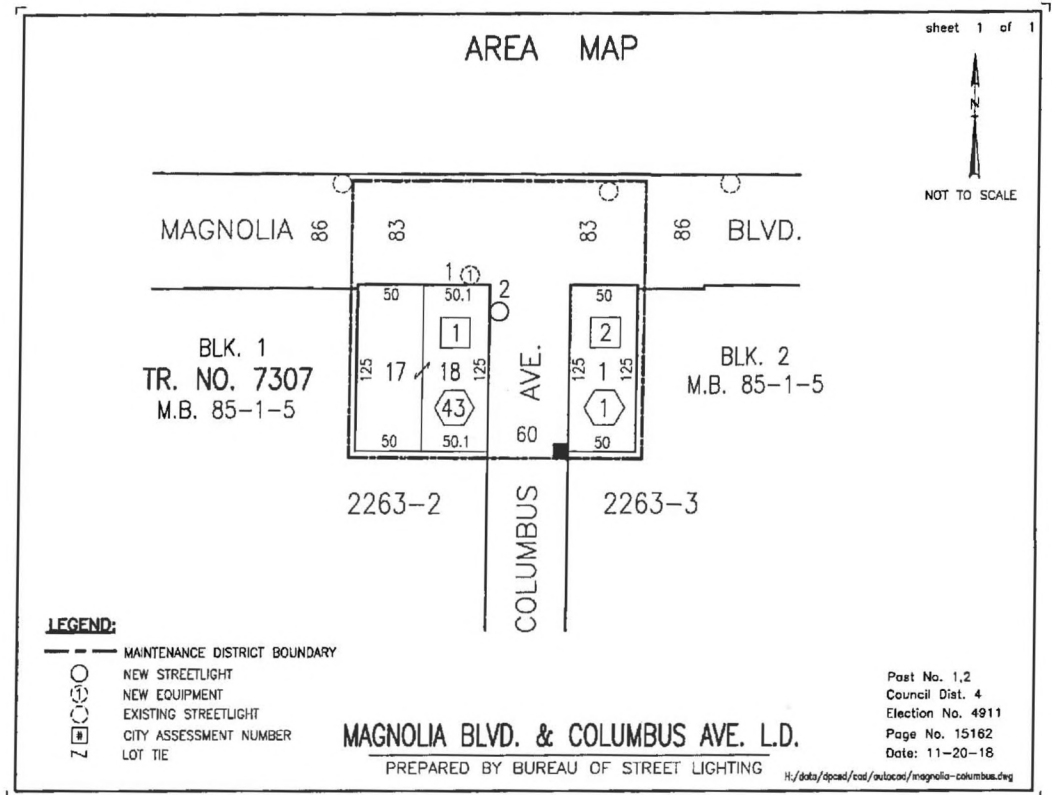 sheet 1 of 1
AREA MAP
N
NOT TO SCALE
MAGNOLIA 86 83 83 86 BLVD.
1 1 2
50 50.1 50
1 2
BLK. 1
TR. NO. 7307
M.B. 85-1-5
125 17 18 125
AVE.
125 1 125
BLK. 2
M.B. 85-1-5
43 1
50 50.1 60 50
2263-2 2263-3
COLUMBUS
LEGEND:
MAINTENANCE DISTRICT BOUNDARY
NEW STREETLIGHT
1 NEW EQUIPMENT
EXISTING STREETLIGHT
# CITY ASSESSMENT NUMBER
LOT TIE
MAGNOLIA BLVD. & COLUMBUS AVE. L.D.
PREPARED BY BUREAU OF STREET LIGHTING
Post No. 1,2
Council Dist. 4
Election No. 4911
Page No. 15162
Date: 11-20-18
H:/data/dpcad/cad/autocad/magnolia-columbus.dwg